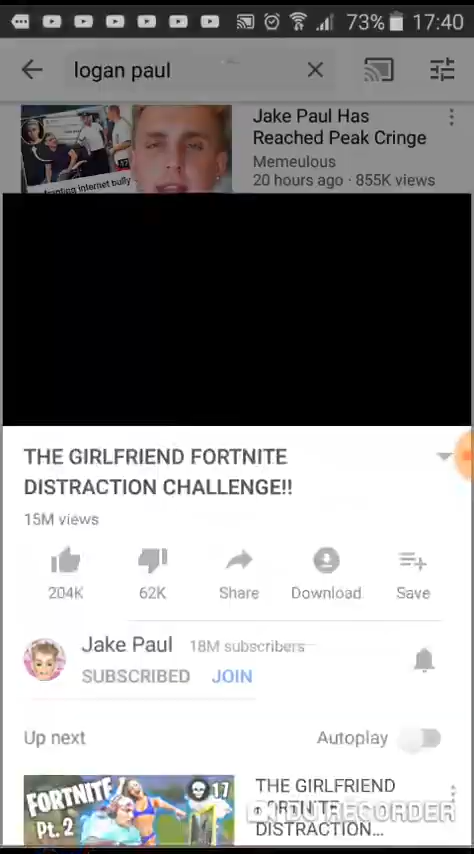 73% 17:40
logan paul
Jake Paul Has
Reached Peak Cringe
Memeulous
20 hours ago · 855K views
internet bully
THE GIRLFRIEND FORTNITE
DISTRACTION CHALLENGE!!
15M views
204K 62K Share Download Save
Jake Paul 18M subscribers
SUBSCRIBED JOIN
Up next Autoplay
FORTNITE
Pt. 2
17
THE GIRLFRIEND
FORTNITE
DISTRACTION...
DU RECORDER